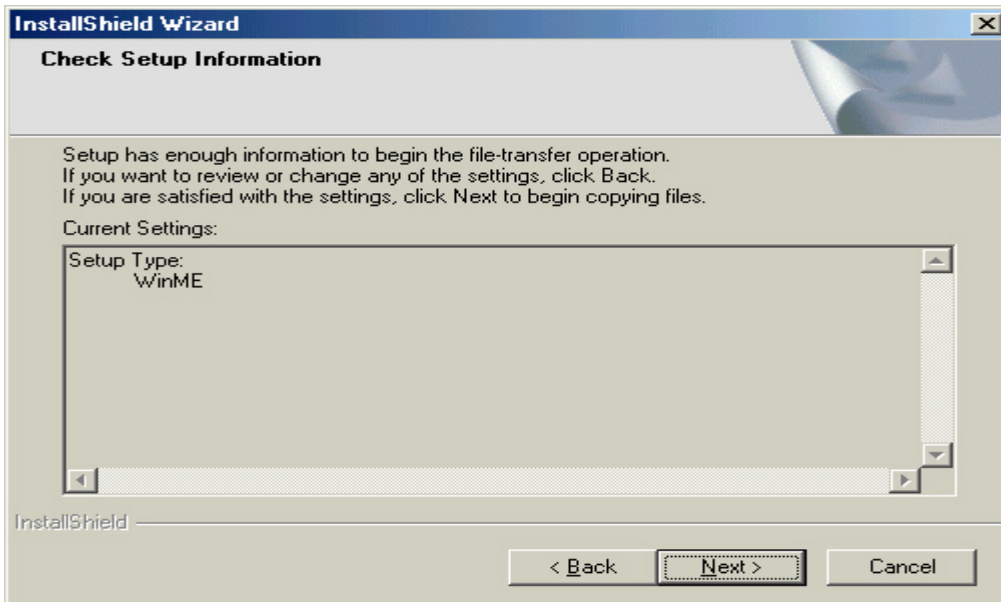 InstallShield Wizard
Check Setup Information
Setup has enough information to begin the file-transfer operation.
If you want to review or change any of the settings, click Back.
If you are satisfied with the settings, click Next to begin copying files.
Current Settings:
Setup Type:
WinME
InstallShield
< Back Next > Cancel